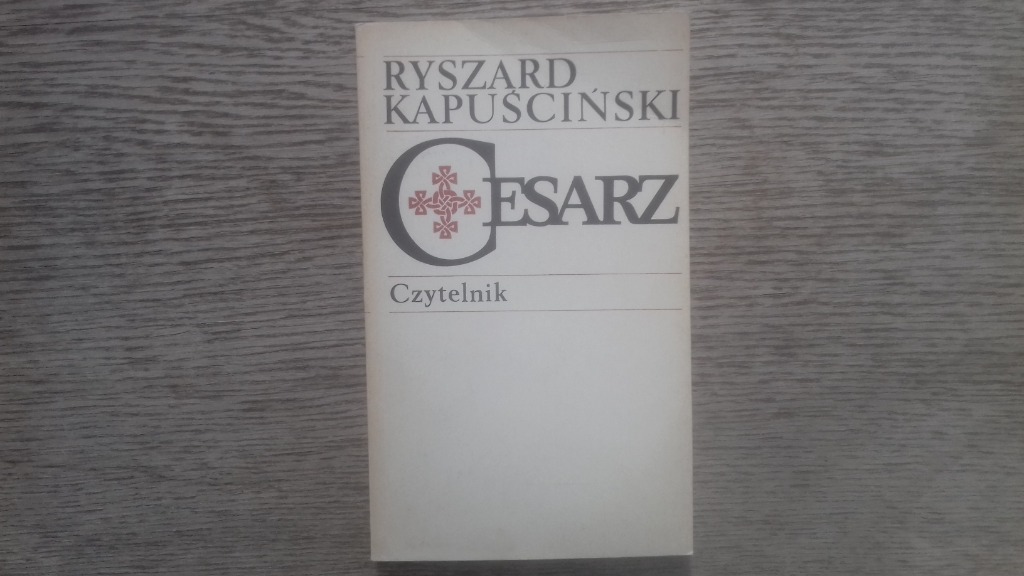 RYSZARD
KAPUŚCIŃSKI
CESARZ
Czytelnik